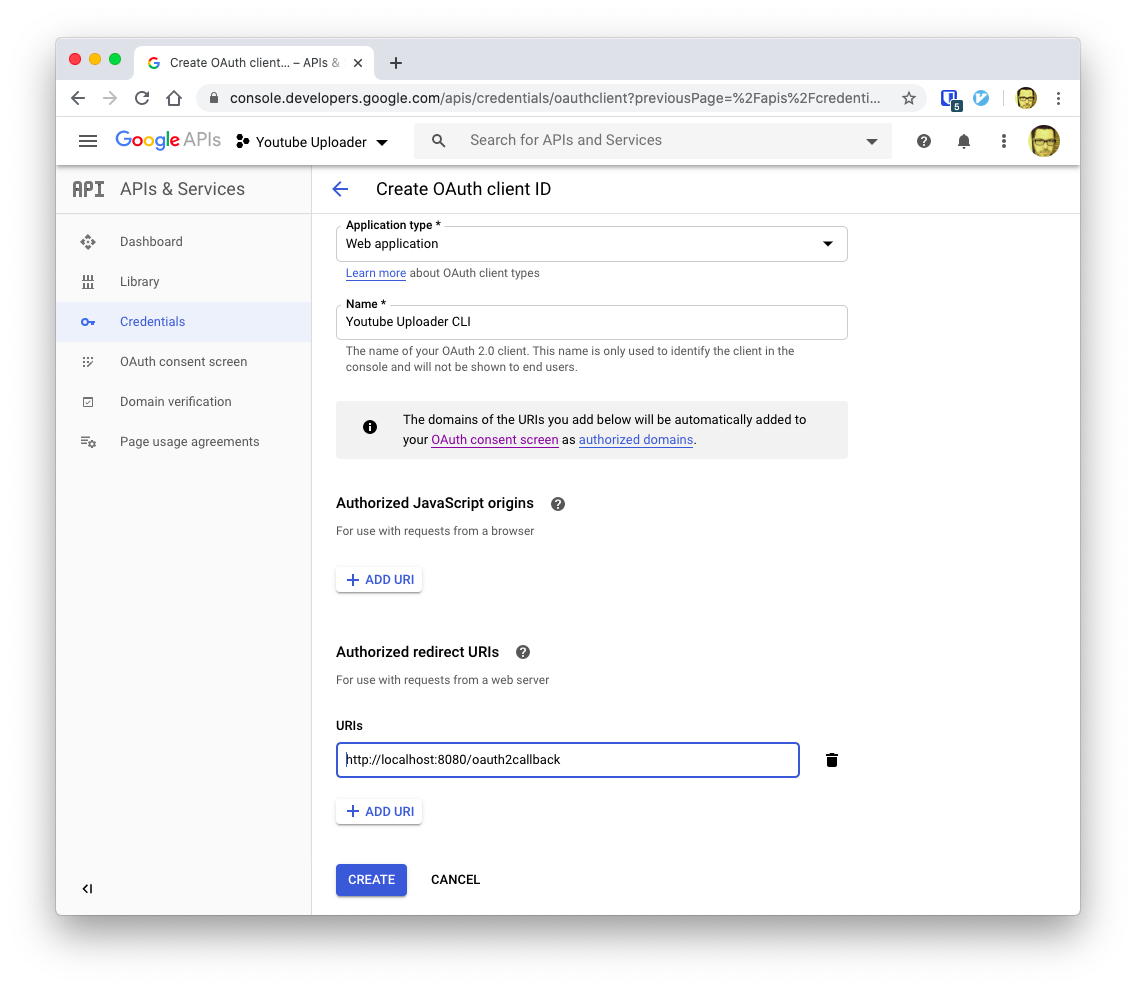 Create OAuth client... – APIs &
console.developers.google.com/apis/credentials/oauthclient?previousPage=%2Fapis%2Fcredenti...
5
Google APIs
Youtube Uploader
Search for APIs and Services
API APIs & Services
Create OAuth client ID
Dashboard
Library
Credentials
OAuth consent screen
Domain verification
Page usage agreements
Application type *
Web application
Learn more about OAuth client types
Name *
Youtube Uploader CLI
The name of your OAuth 2.0 client. This name is only used to identify the client in the
console and will not be shown to end users.
The domains of the URIs you add below will be automatically added to
your OAuth consent screen as authorized domains.
Authorized JavaScript origins
For use with requests from a browser
ADD URI
Authorized redirect URIs
For use with requests from a web server
URIs
http://localhost:8080/oauth2callback
ADD URI
CREATE
CANCEL